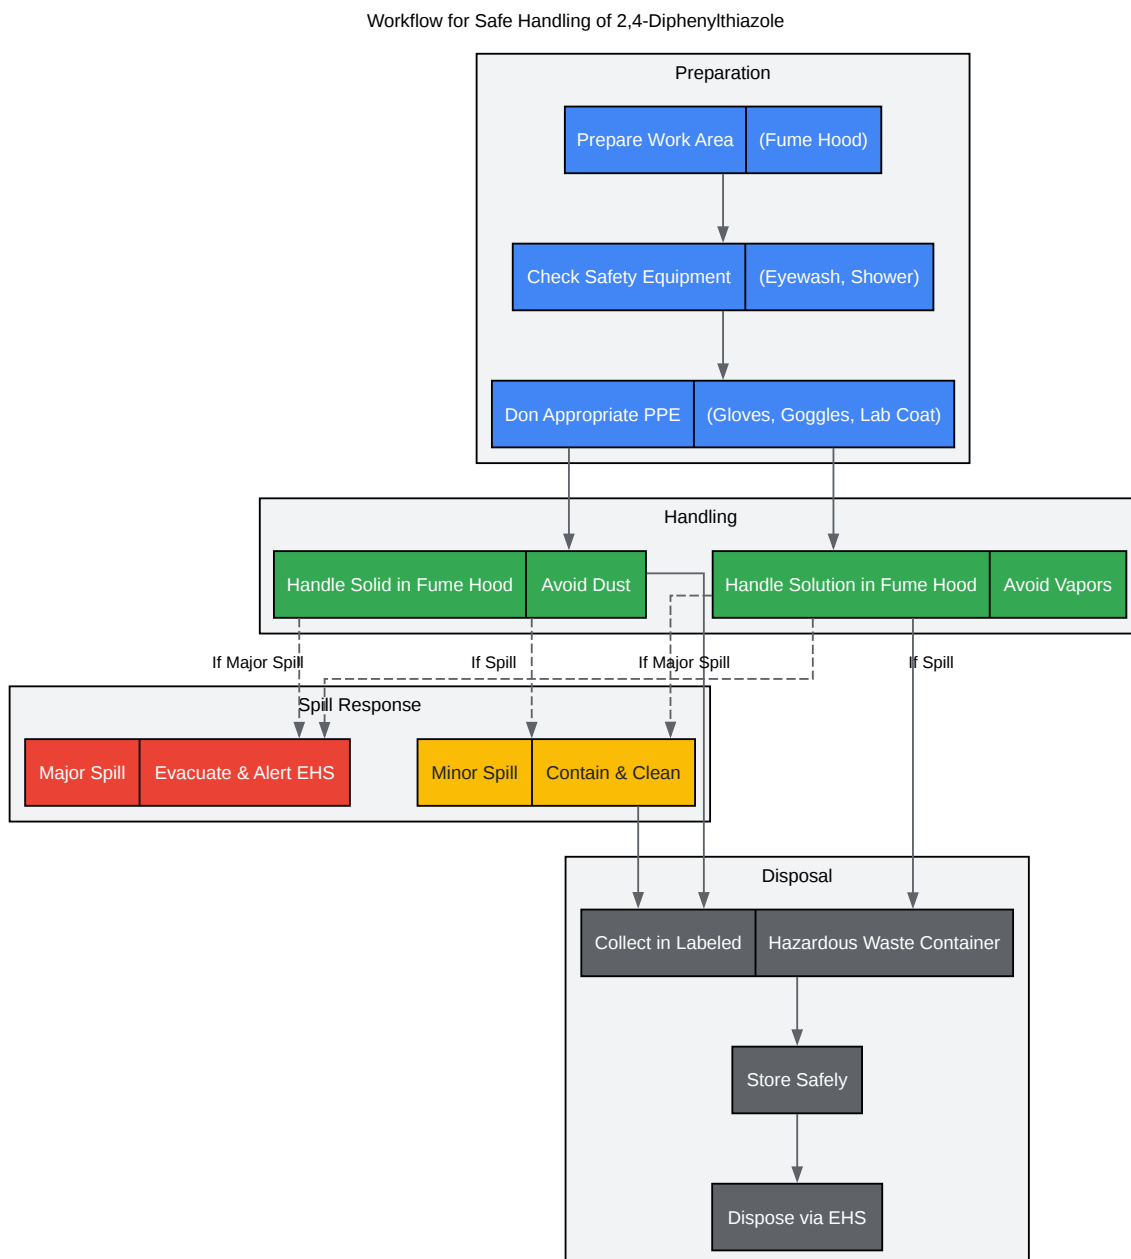 Workflow for Safe Handling of 2,4-Diphenylthiazole
Preparation
Prepare Work Area
(Fume Hood)
Check Safety Equipment
(Eyewash, Shower)
Don Appropriate PPE
(Gloves, Goggles, Lab Coat)
Handling
Handle Solid in Fume Hood
Avoid Dust
Handle Solution in Fume Hood
Avoid Vapors
If Major Spill
If Spill
If Major Spill
If Spill
Spill Response
Major Spill
Evacuate & Alert EHS
Minor Spill
Contain & Clean
Disposal
Collect in Labeled
Hazardous Waste Container
Store Safely
Dispose via EHS